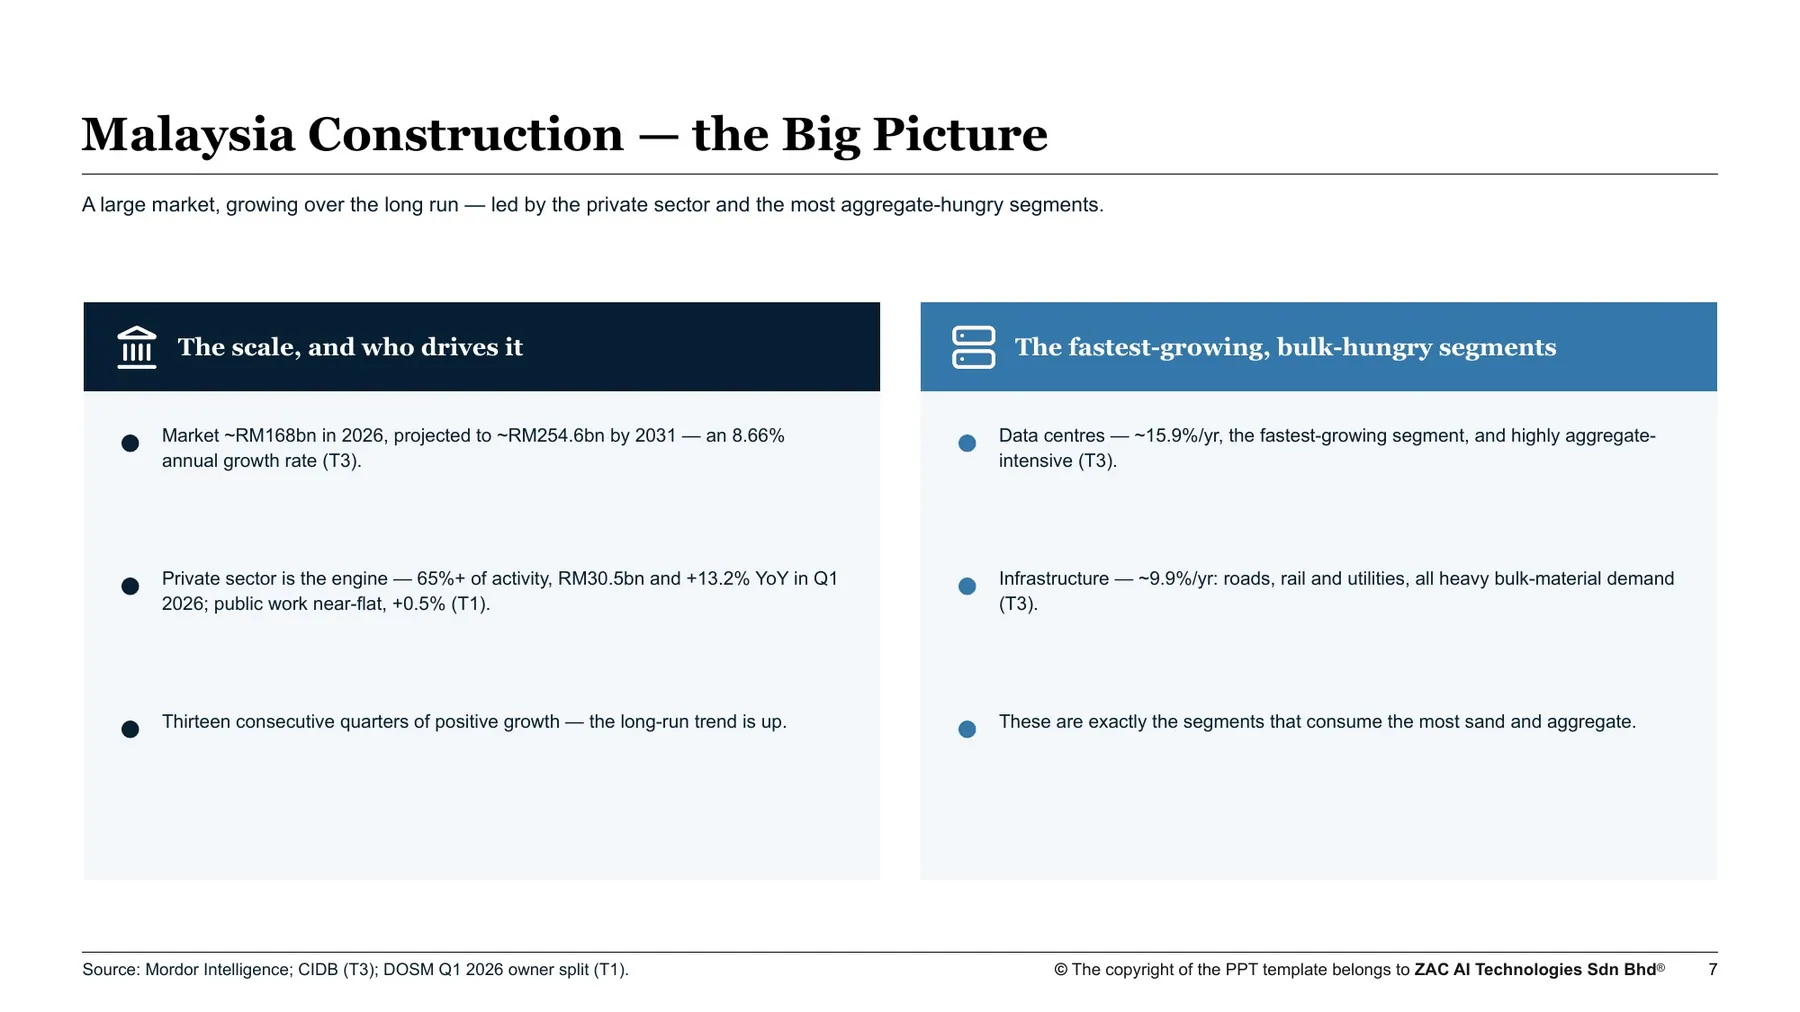 Malaysia Construction — the Big Picture
A large market, growing over the long run — led by the private sector and the most aggregate-hungry segments.
The scale, and who drives it
Market ~RM168bn in 2026, projected to ~RM254.6bn by 2031 — an 8.66%
annual growth rate (T3).
Private sector is the engine — 65%+ of activity, RM30.5bn and +13.2% YoY in Q1
2026; public work near-flat, +0.5% (T1).
Thirteen consecutive quarters of positive growth — the long-run trend is up.
The fastest-growing, bulk-hungry segments
Data centres — ~15.9%/yr, the fastest-growing segment, and highly aggregate-
intensive (T3).
Infrastructure — ~9.9%/yr: roads, rail and utilities, all heavy bulk-material demand
(T3).
These are exactly the segments that consume the most sand and aggregate.
Source: Mordor Intelligence; CIDB (T3); DOSM Q1 2026 owner split (T1).
© The copyright of the PPT template belongs to ZAC AI Technologies Sdn Bhd®
7